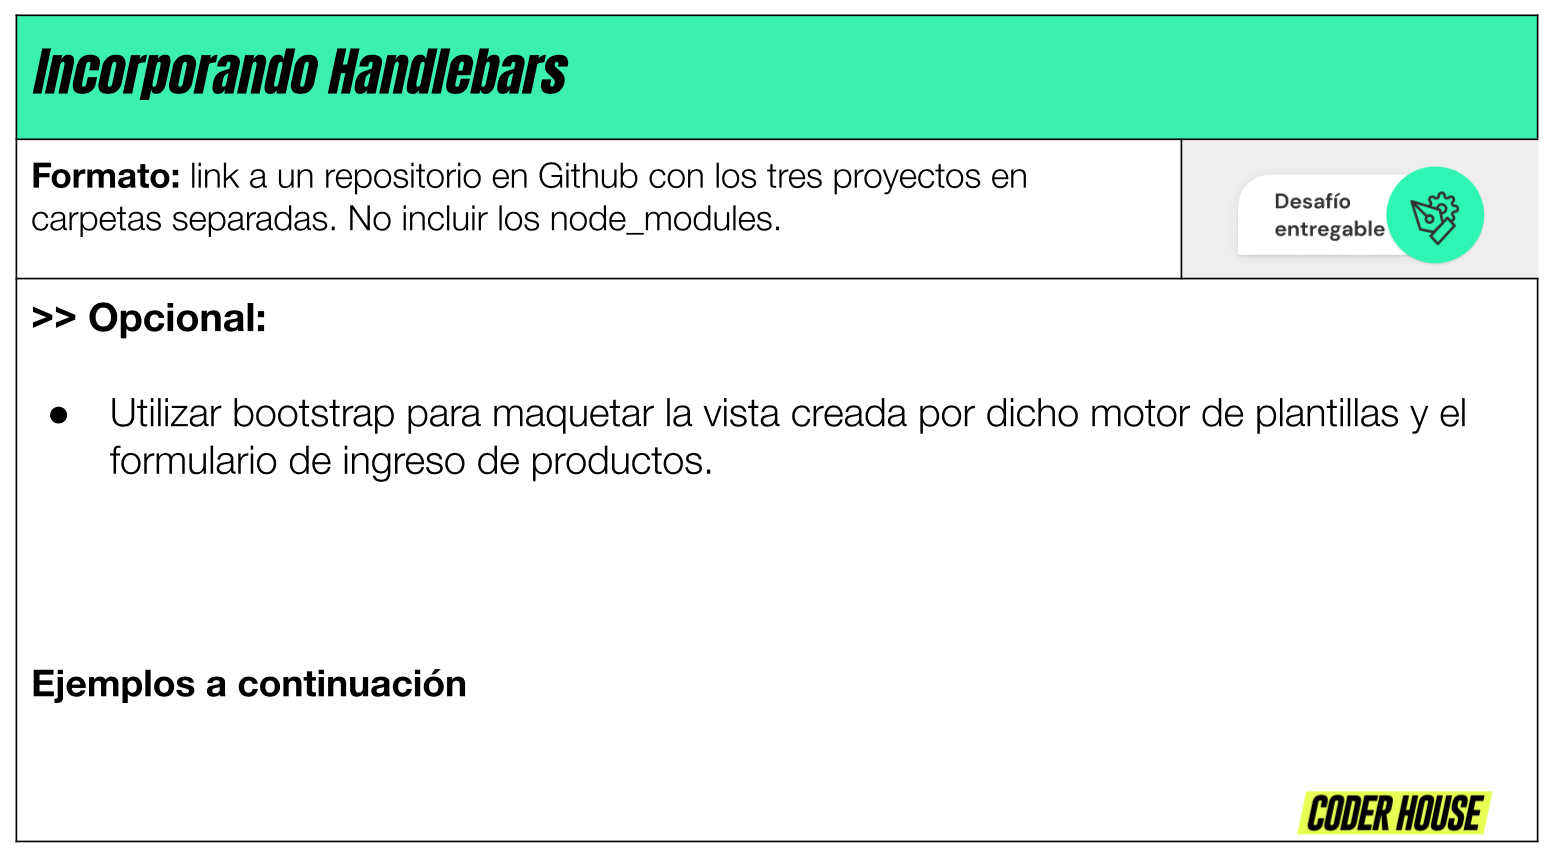 Incorporando Handlebars
Formato: link a un repositorio en Github con los tres proyectos en
carpetas separadas. No incluir los node_modules.
Desafío
entregable
>> Opcional:
● Utilizar bootstrap para maquetar la vista creada por dicho motor de plantillas y el
formulario de ingreso de productos.
Ejemplos a continuación
CODER HOUSE